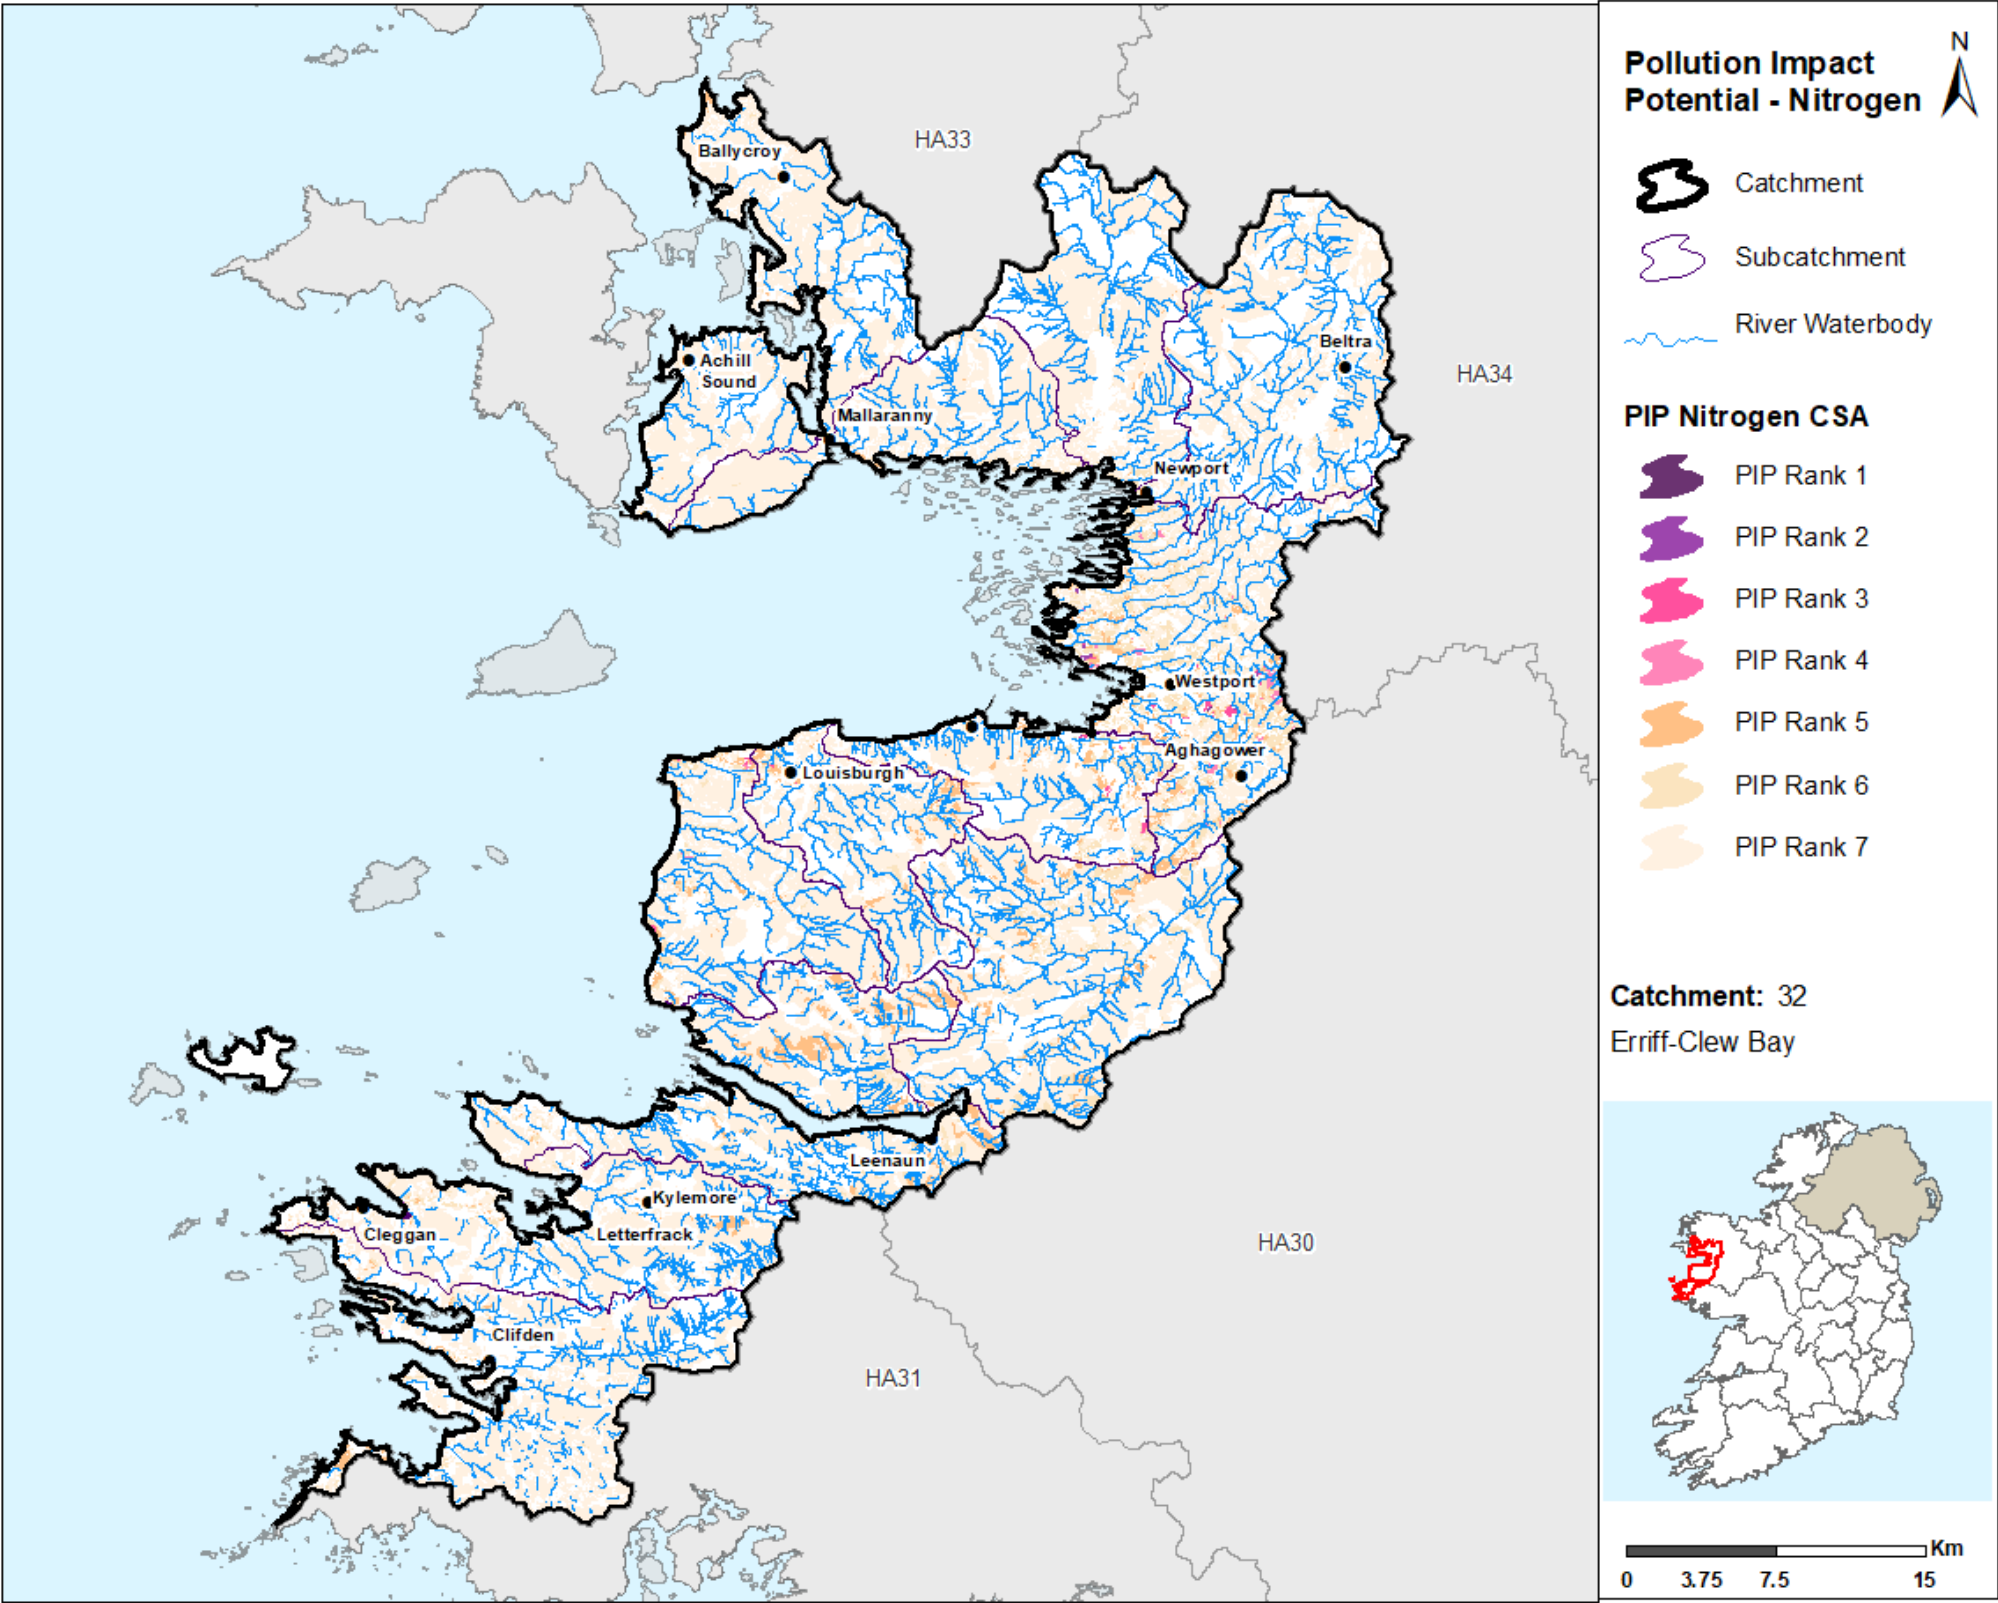 HA33
Ballycroy
Beltra
Achill
Sound
HA34
Mallaranny
Newport
Westport
Aghagower
Louisburgh
Leenaun
Kylemore
Cleggan
Letterfrack
HA30
Clifden
HA31
N
Pollution Impact
Potential - Nitrogen
Catchment
Subcatchment
River Waterbody
PIP Nitrogen CSA
PIP Rank 1
PIP Rank 2
PIP Rank 3
PIP Rank 4
PIP Rank 5
PIP Rank 6
PIP Rank 7
Catchment: 32
Erriff-Clew Bay
Km
0 3.75 7.5 15